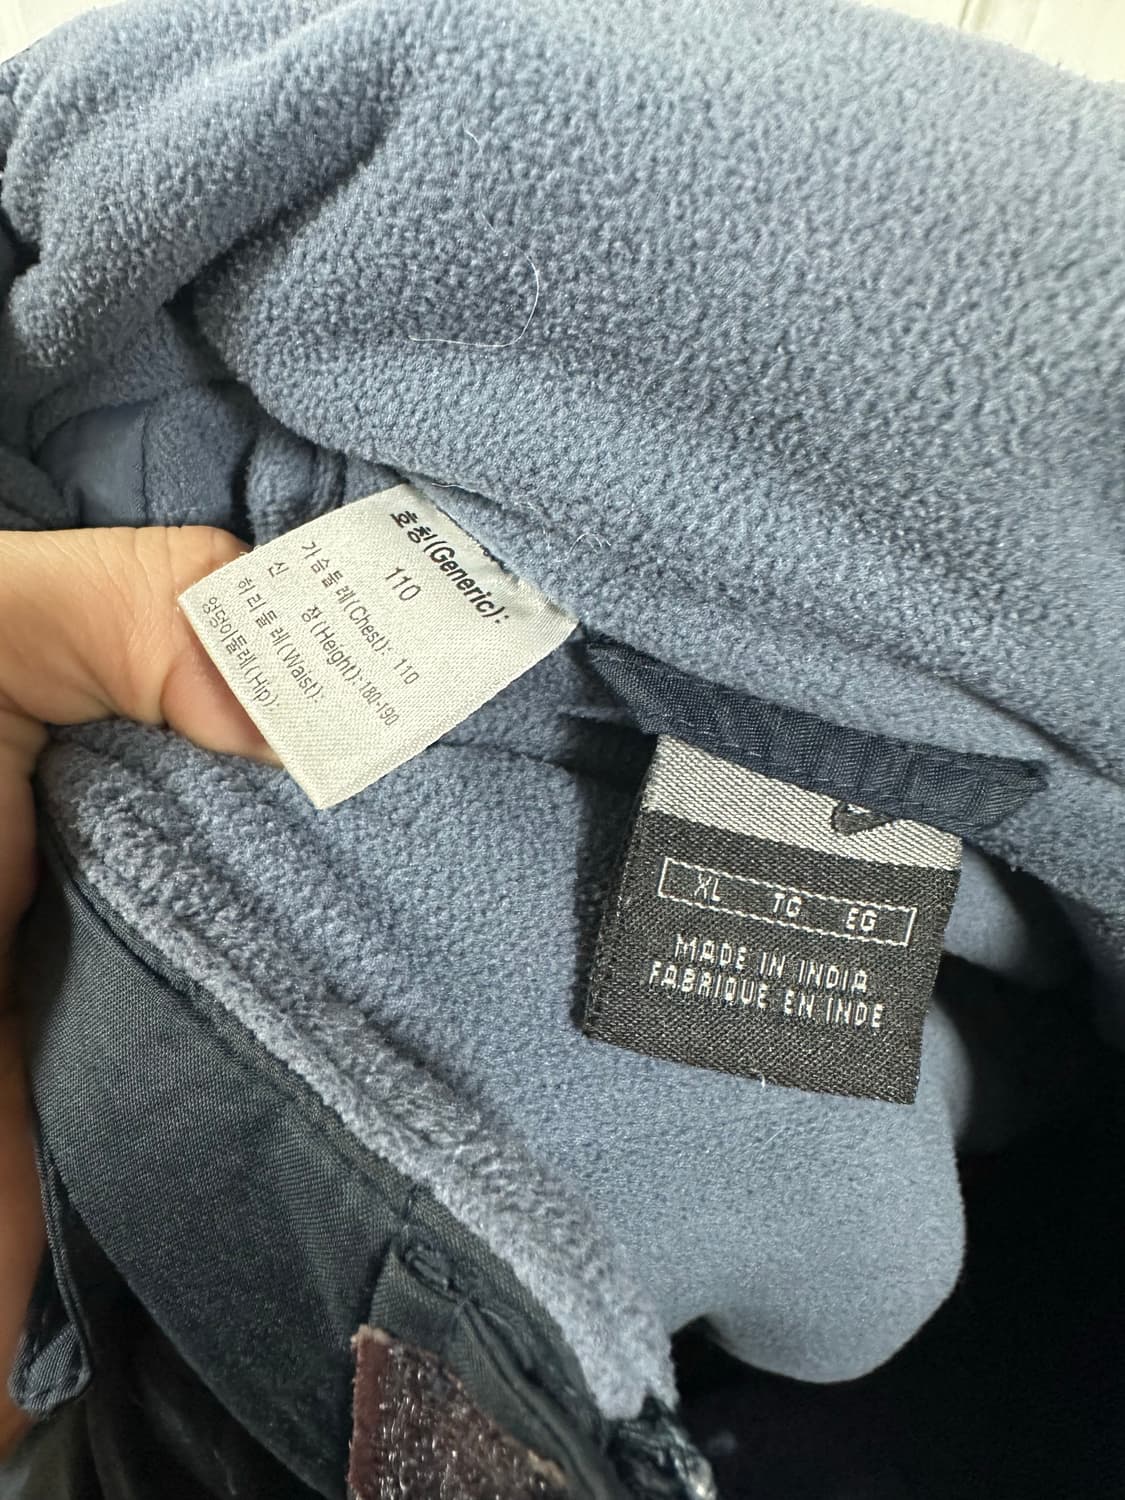 호칭(Generic):
110
가슴둘레(Chest): 110
신 장(Height):180-190
허리둘레(Waist):
엉덩이둘레(Hip):
XL TG EG
MADE IN INDIA
FABRIQUE EN INDE